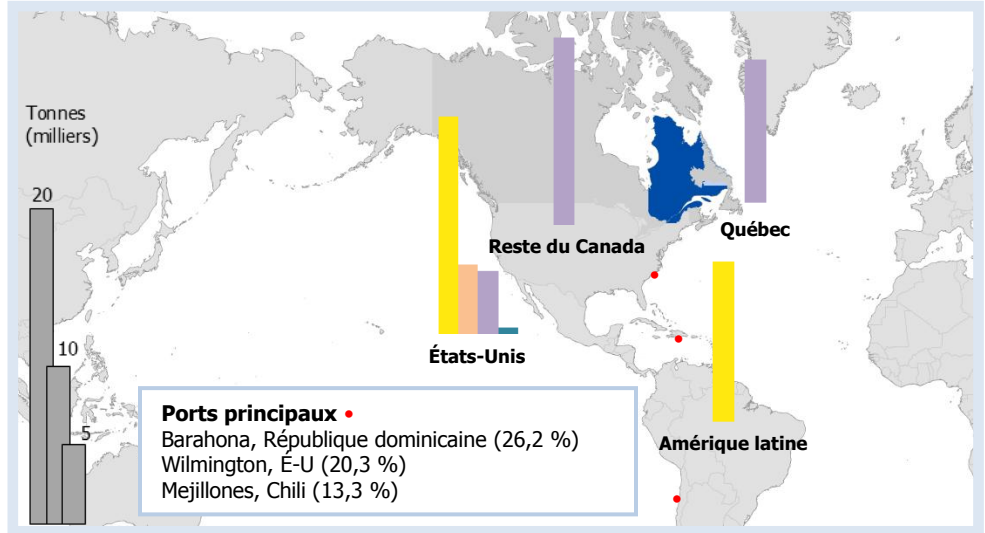 Tonnes
(milliers)
20
10
5
Reste du Canada
Québec
États-Unis
Amérique latine
Ports principaux
Barahona, République dominicaine (26,2 %)
Wilmington, É-U (20,3 %)
Mejillones, Chili (13,3 %)